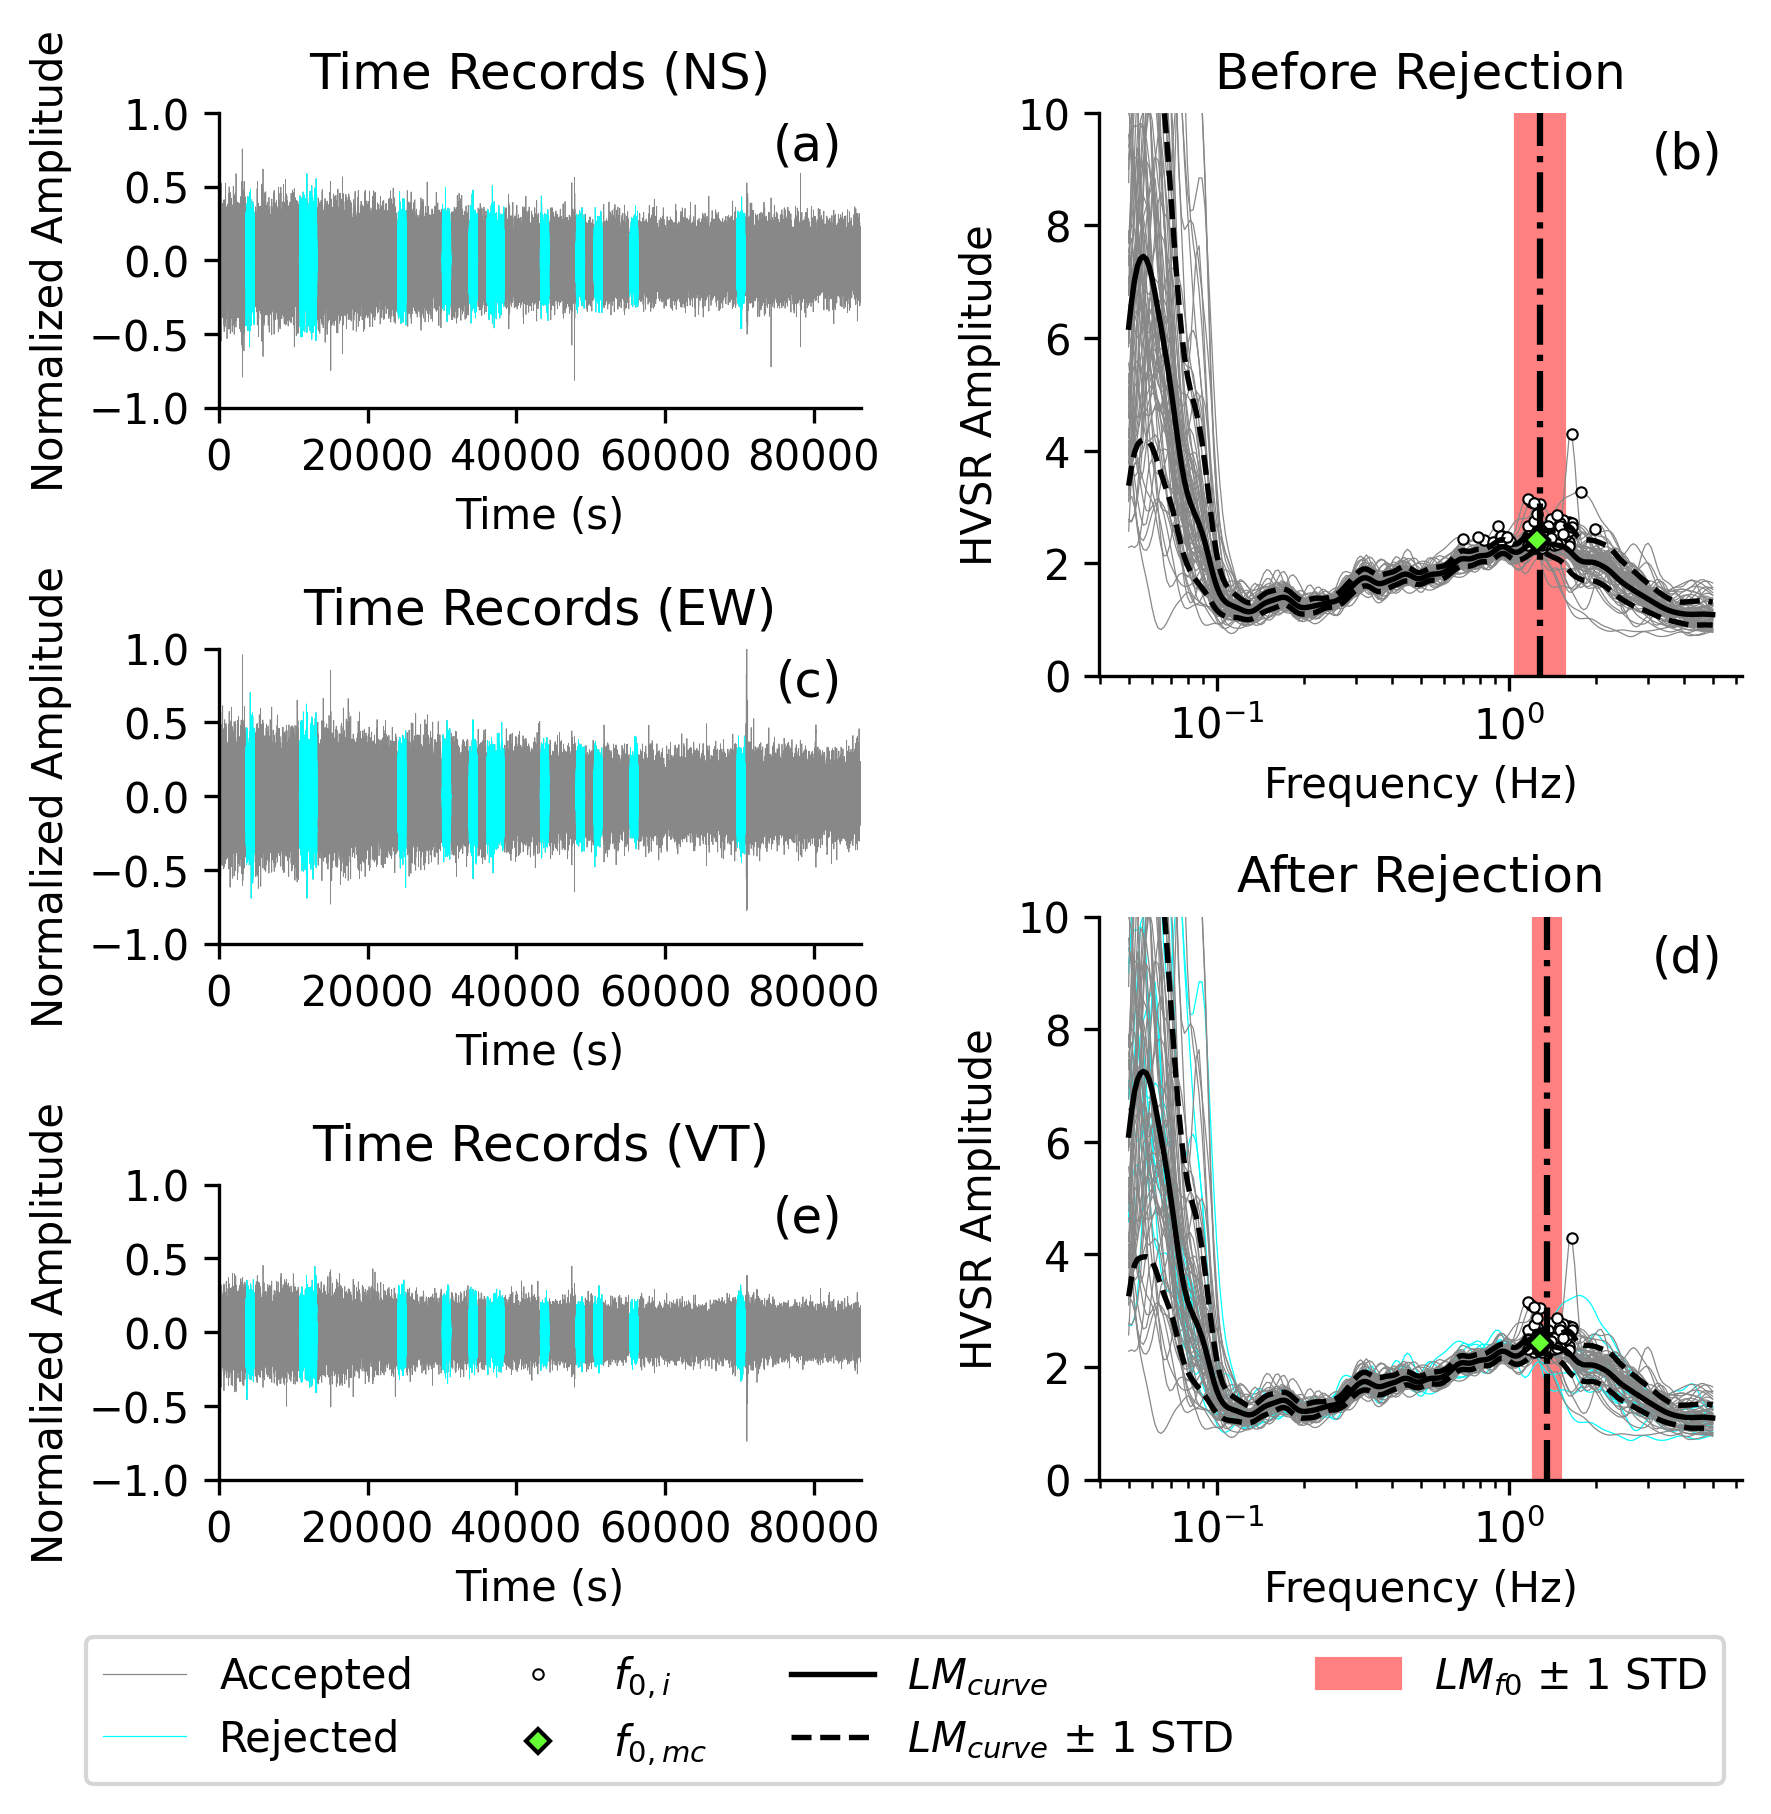 Time Records (NS)
(a)
Normalized Amplitude
1.0
0.5
0.0
−0.5
−1.0
0 20000 40000 60000 80000
Time (s)
Before Rejection
(b)
HVSR Amplitude
10
8
6
4
2
0
10⁻¹ 10⁰
Frequency (Hz)
Time Records (EW)
(c)
Normalized Amplitude
1.0
0.5
0.0
−0.5
−1.0
0 20000 40000 60000 80000
Time (s)
After Rejection
(d)
HVSR Amplitude
10
8
6
4
2
0
10⁻¹ 10⁰
Frequency (Hz)
Time Records (VT)
(e)
Normalized Amplitude
1.0
0.5
0.0
−0.5
−1.0
0 20000 40000 60000 80000
Time (s)
Accepted
Rejected
f0,i
f0,mc
LMcurve
LMcurve ± 1 STD
LMf0 ± 1 STD